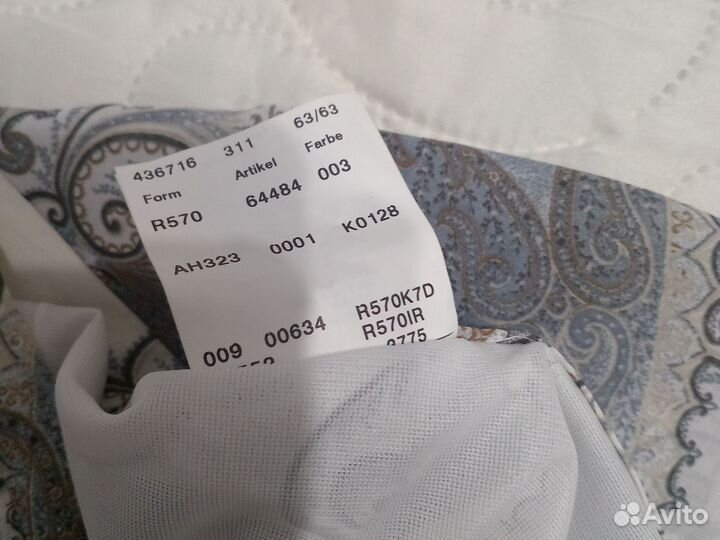 436716 311 63/63
Form Artikel Farbe
R570 64484 003
AH323 0001 K0128
009 00634 R570K7D
R570IR
Avito